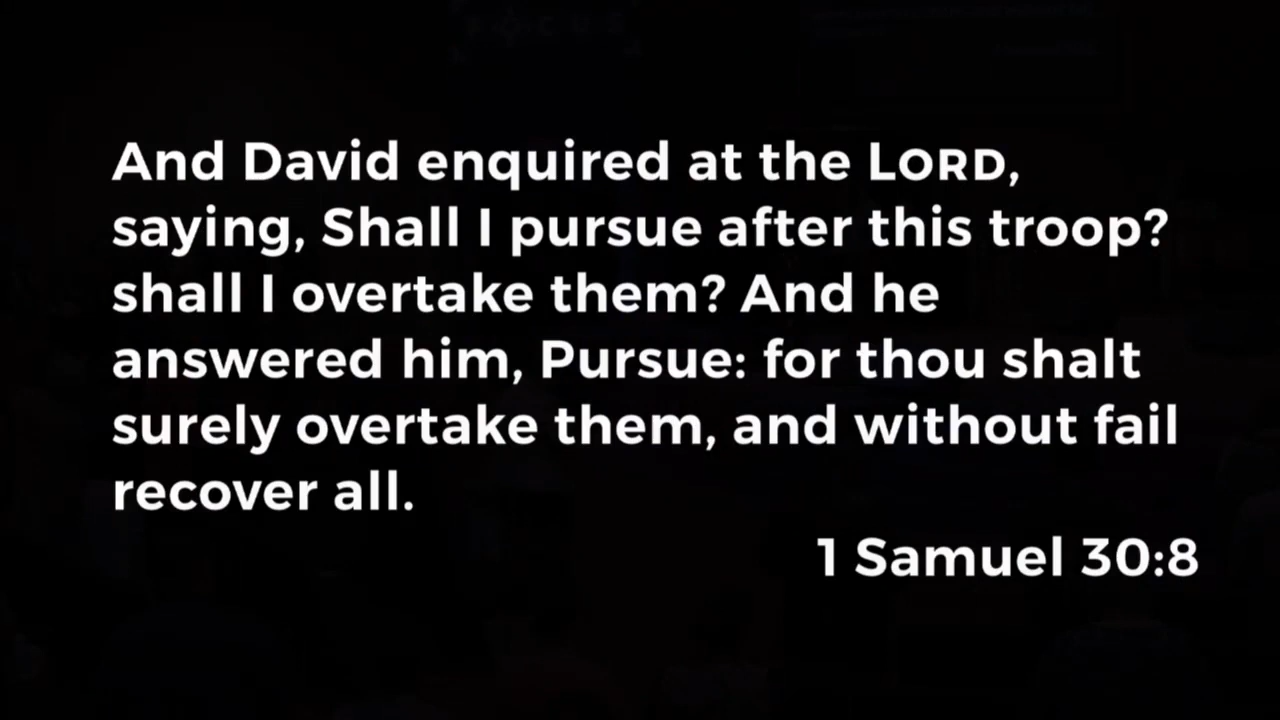 And David enquired at the LORD,
saying, Shall I pursue after this troop?
shall I overtake them? And he
answered him, Pursue: for thou shalt
surely overtake them, and without fail
recover all.
1 Samuel 30:8